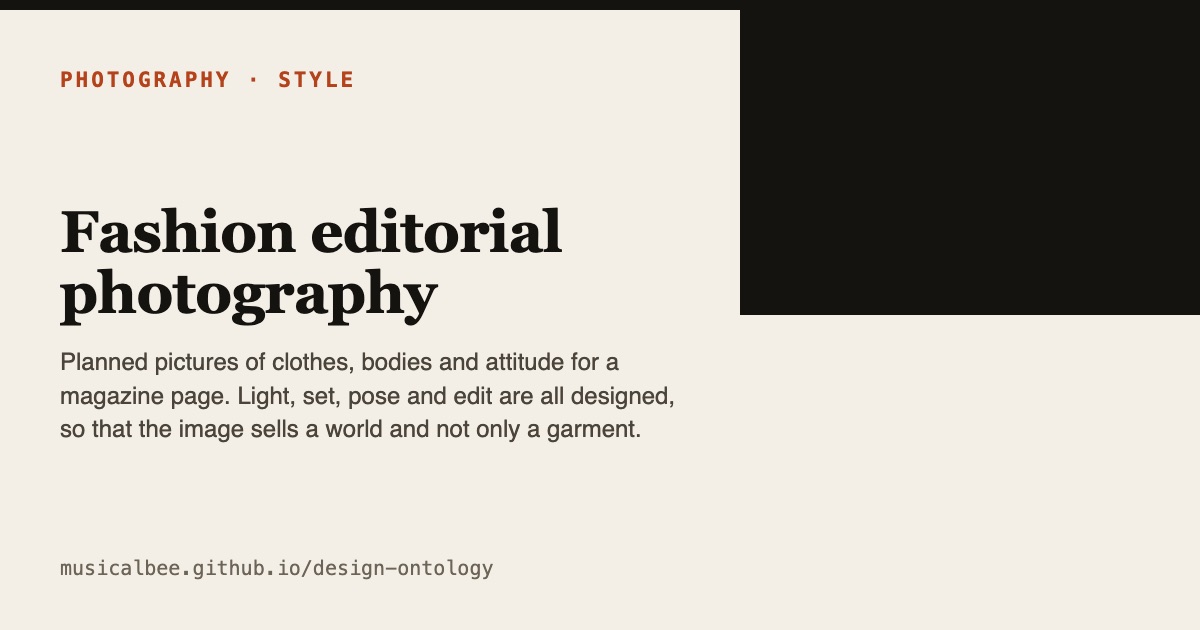 PHOTOGRAPHY · STYLE
Fashion editorial
photography
Planned pictures of clothes, bodies and attitude for a
magazine page. Light, set, pose and edit are all designed,
so that the image sells a world and not only a garment.
musicalbee.github.io/design-ontology